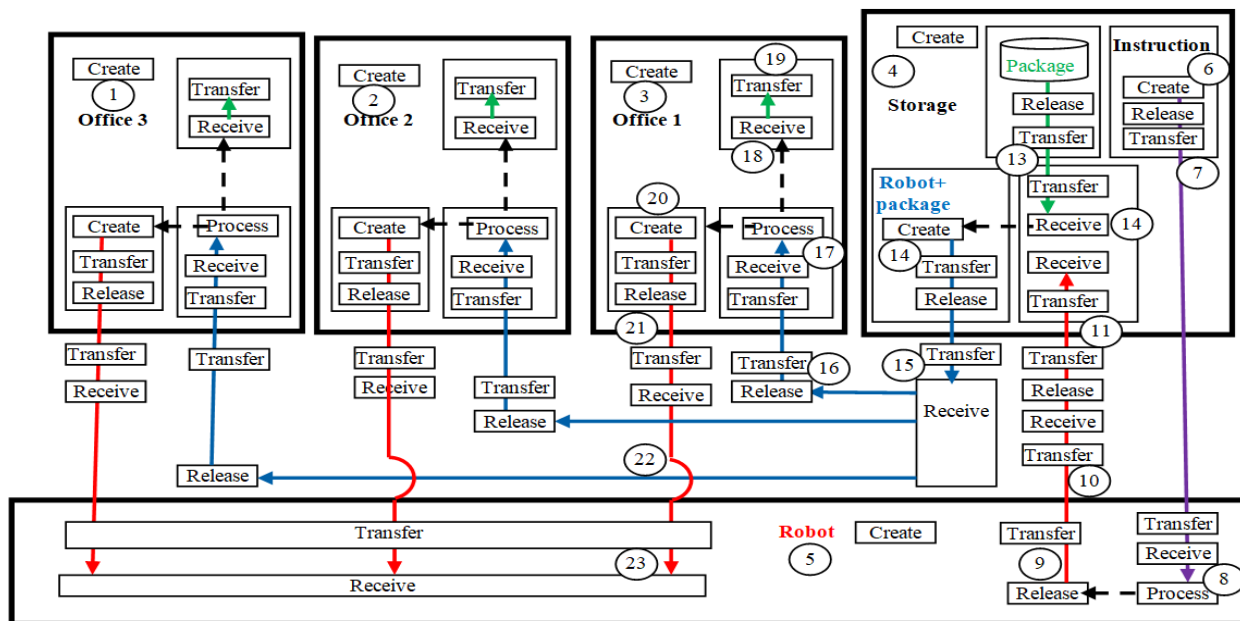 Create
1
Office 3
Transfer
Receive
Create
Transfer
Release
Process
Receive
Transfer
Transfer
Receive
Transfer
Release
Create
2
Office 2
Transfer
Receive
Create
Transfer
Release
Process
Receive
Transfer
Transfer
Receive
Transfer
Release
Create
3
Office 1
19
Transfer
Receive
18
20
Create
Transfer
Release
21
Process
17
Receive
Transfer
Transfer
Receive
Transfer
16
Release
22
Create
4
Storage
Package
Release
Transfer
13
Instruction
6
Create
Release
Transfer
7
Robot+
package
Create
14
Transfer
Release
15
Transfer
Receive
Transfer
Receive
14
Receive
Transfer
11
Transfer
Release
Receive
Transfer
10
Transfer
Receive
23
Robot
5
Create
Transfer
9
Release
Transfer
Receive
Process
8